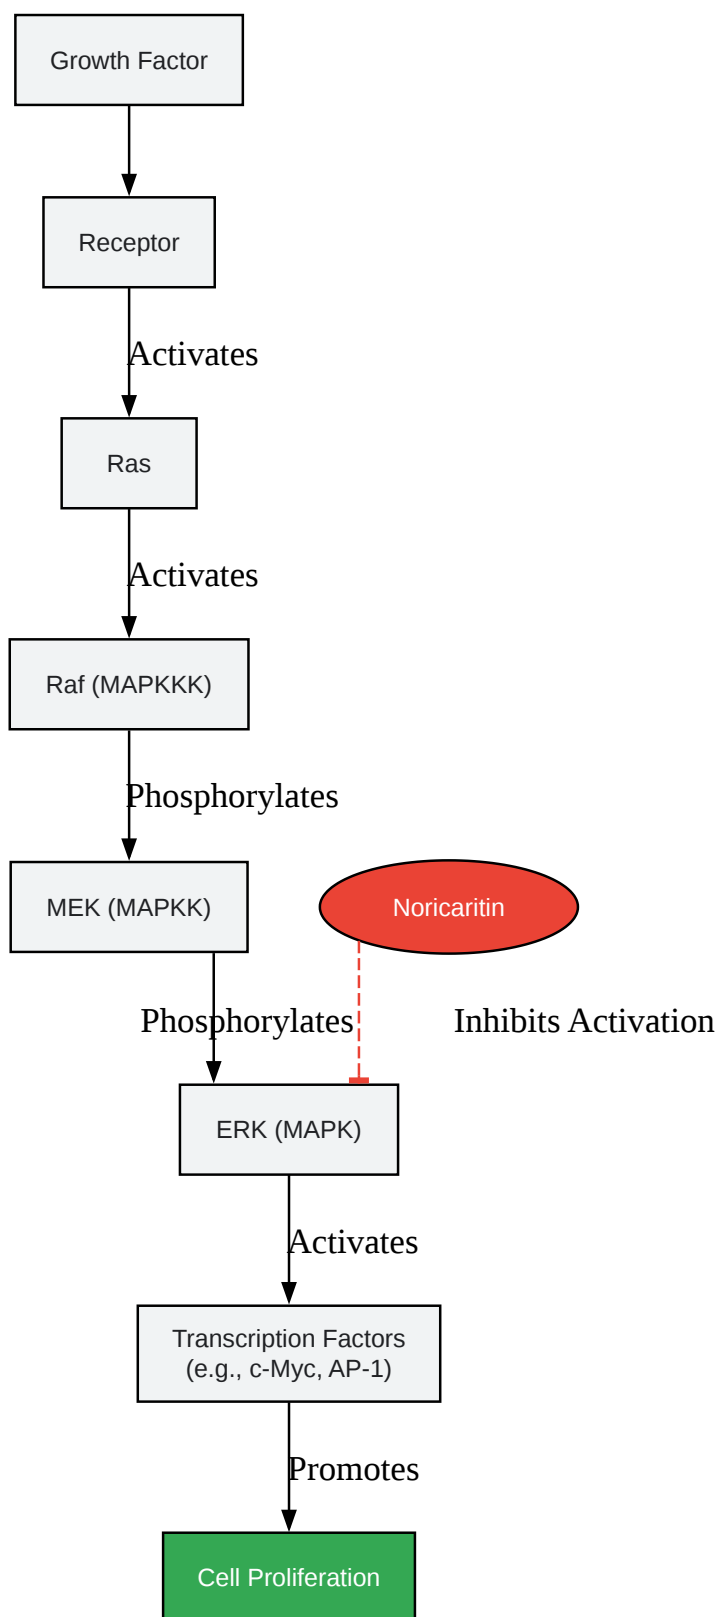 Growth Factor
Receptor
Activates
Ras
Activates
Raf (MAPKKK)
Phosphorylates
MEK (MAPKK)
Noricaritin
Phosphorylates
Inhibits Activation
ERK (MAPK)
Activates
Transcription Factors
(e.g., c-Myc, AP-1)
Promotes
Cell Proliferation